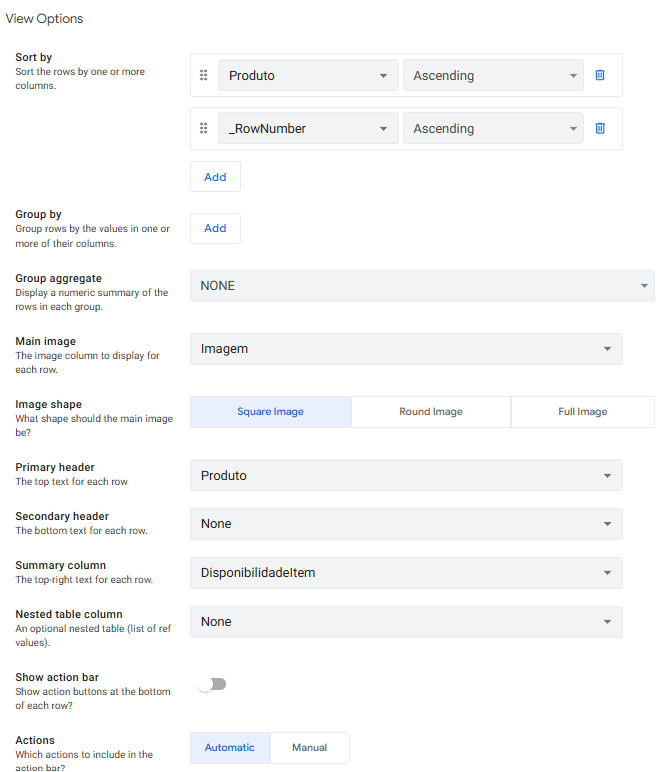 View Options
Sort by
Sort the rows by one or more
columns.
Produto
Ascending
_RowNumber
Ascending
Add
Group by
Group rows by the values in one or
more of their columns.
Add
Group aggregate
Display a numeric summary of the
rows in each group.
NONE
Main image
The image column to display for
each row.
Imagem
Image shape
What shape should the main image
be?
Square Image
Round Image
Full Image
Primary header
The top text for each row
Produto
Secondary header
The bottom text for each row.
None
Summary column
The top-right text for each row.
DisponibilidadeItem
Nested table column
An optional nested table (list of ref
values).
None
Show action bar
Show action buttons at the bottom
of each row?
Actions
Which actions to include in the
action bar?
Automatic
Manual